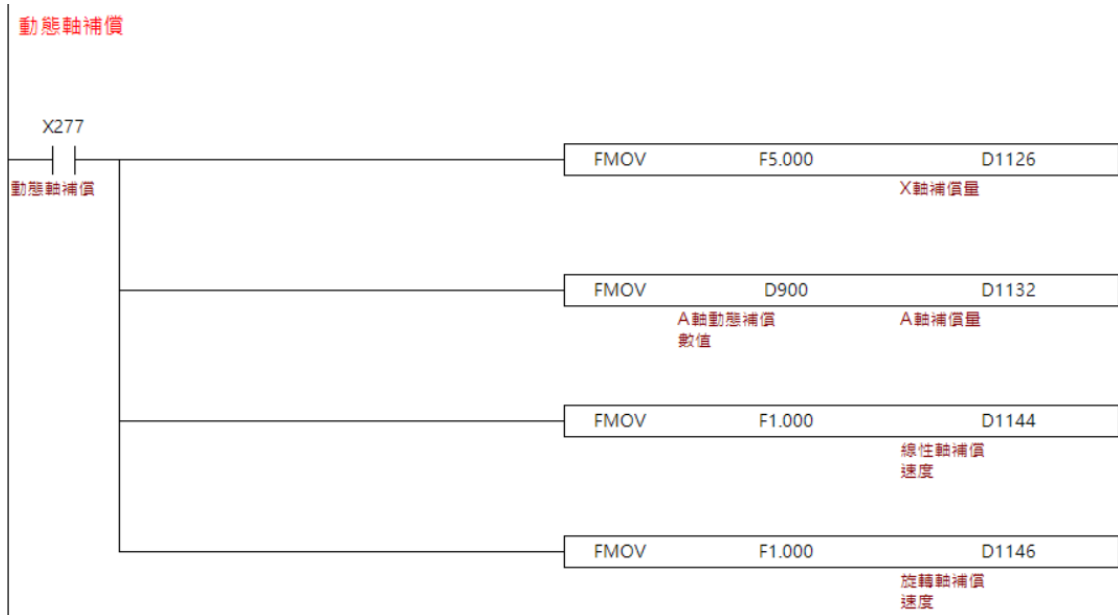 動態軸補償
X277
動態軸補償
FMOV F5.000 D1126
X軸補償量
FMOV D900 D1132
A軸動態補償 A軸補償量
數值
FMOV F1.000 D1144
線性軸補償
速度
FMOV F1.000 D1146
旋轉軸補償
速度